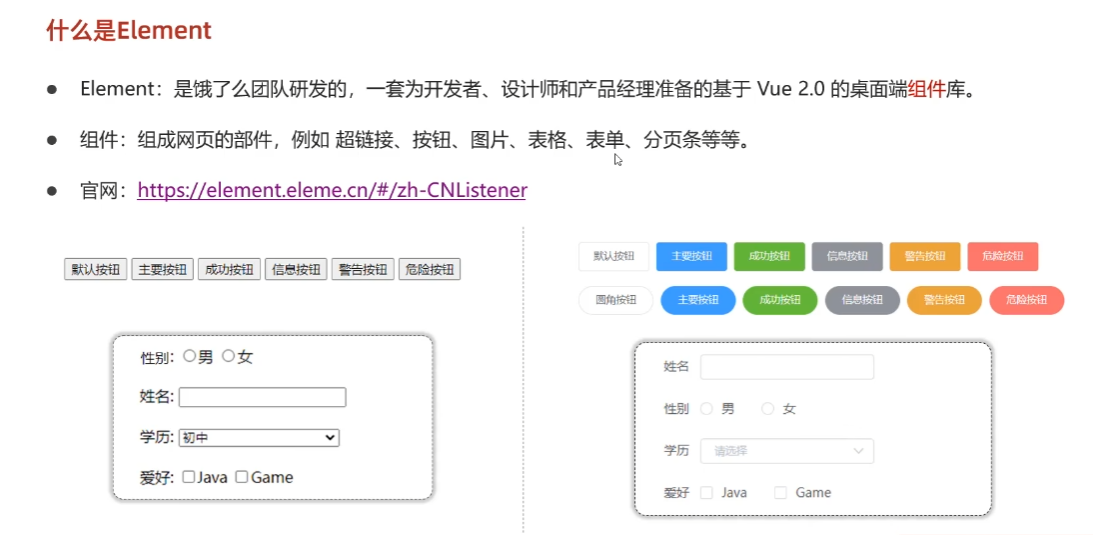 什么是Element
● Element：是饿了么团队研发的，一套为开发者、设计师和产品经理准备的基于 Vue 2.0 的桌面端组件库。
● 组件：组成网页的部件，例如 超链接、按钮、图片、表格、表单、分页条等等。
● 官网：https://element.eleme.cn/#/zh-CNListener
默认按钮 主要按钮 成功按钮 信息按钮 警告按钮 危险按钮
性别: 男 女
姓名:
学历: 初中
爱好: Java Game
默认按钮 主要按钮 成功按钮 信息按钮 警告按钮 危险按钮
圆角按钮 主要按钮 成功按钮 信息按钮 警告按钮 危险按钮
姓名
性别 男 女
学历 请选择
爱好 Java Game